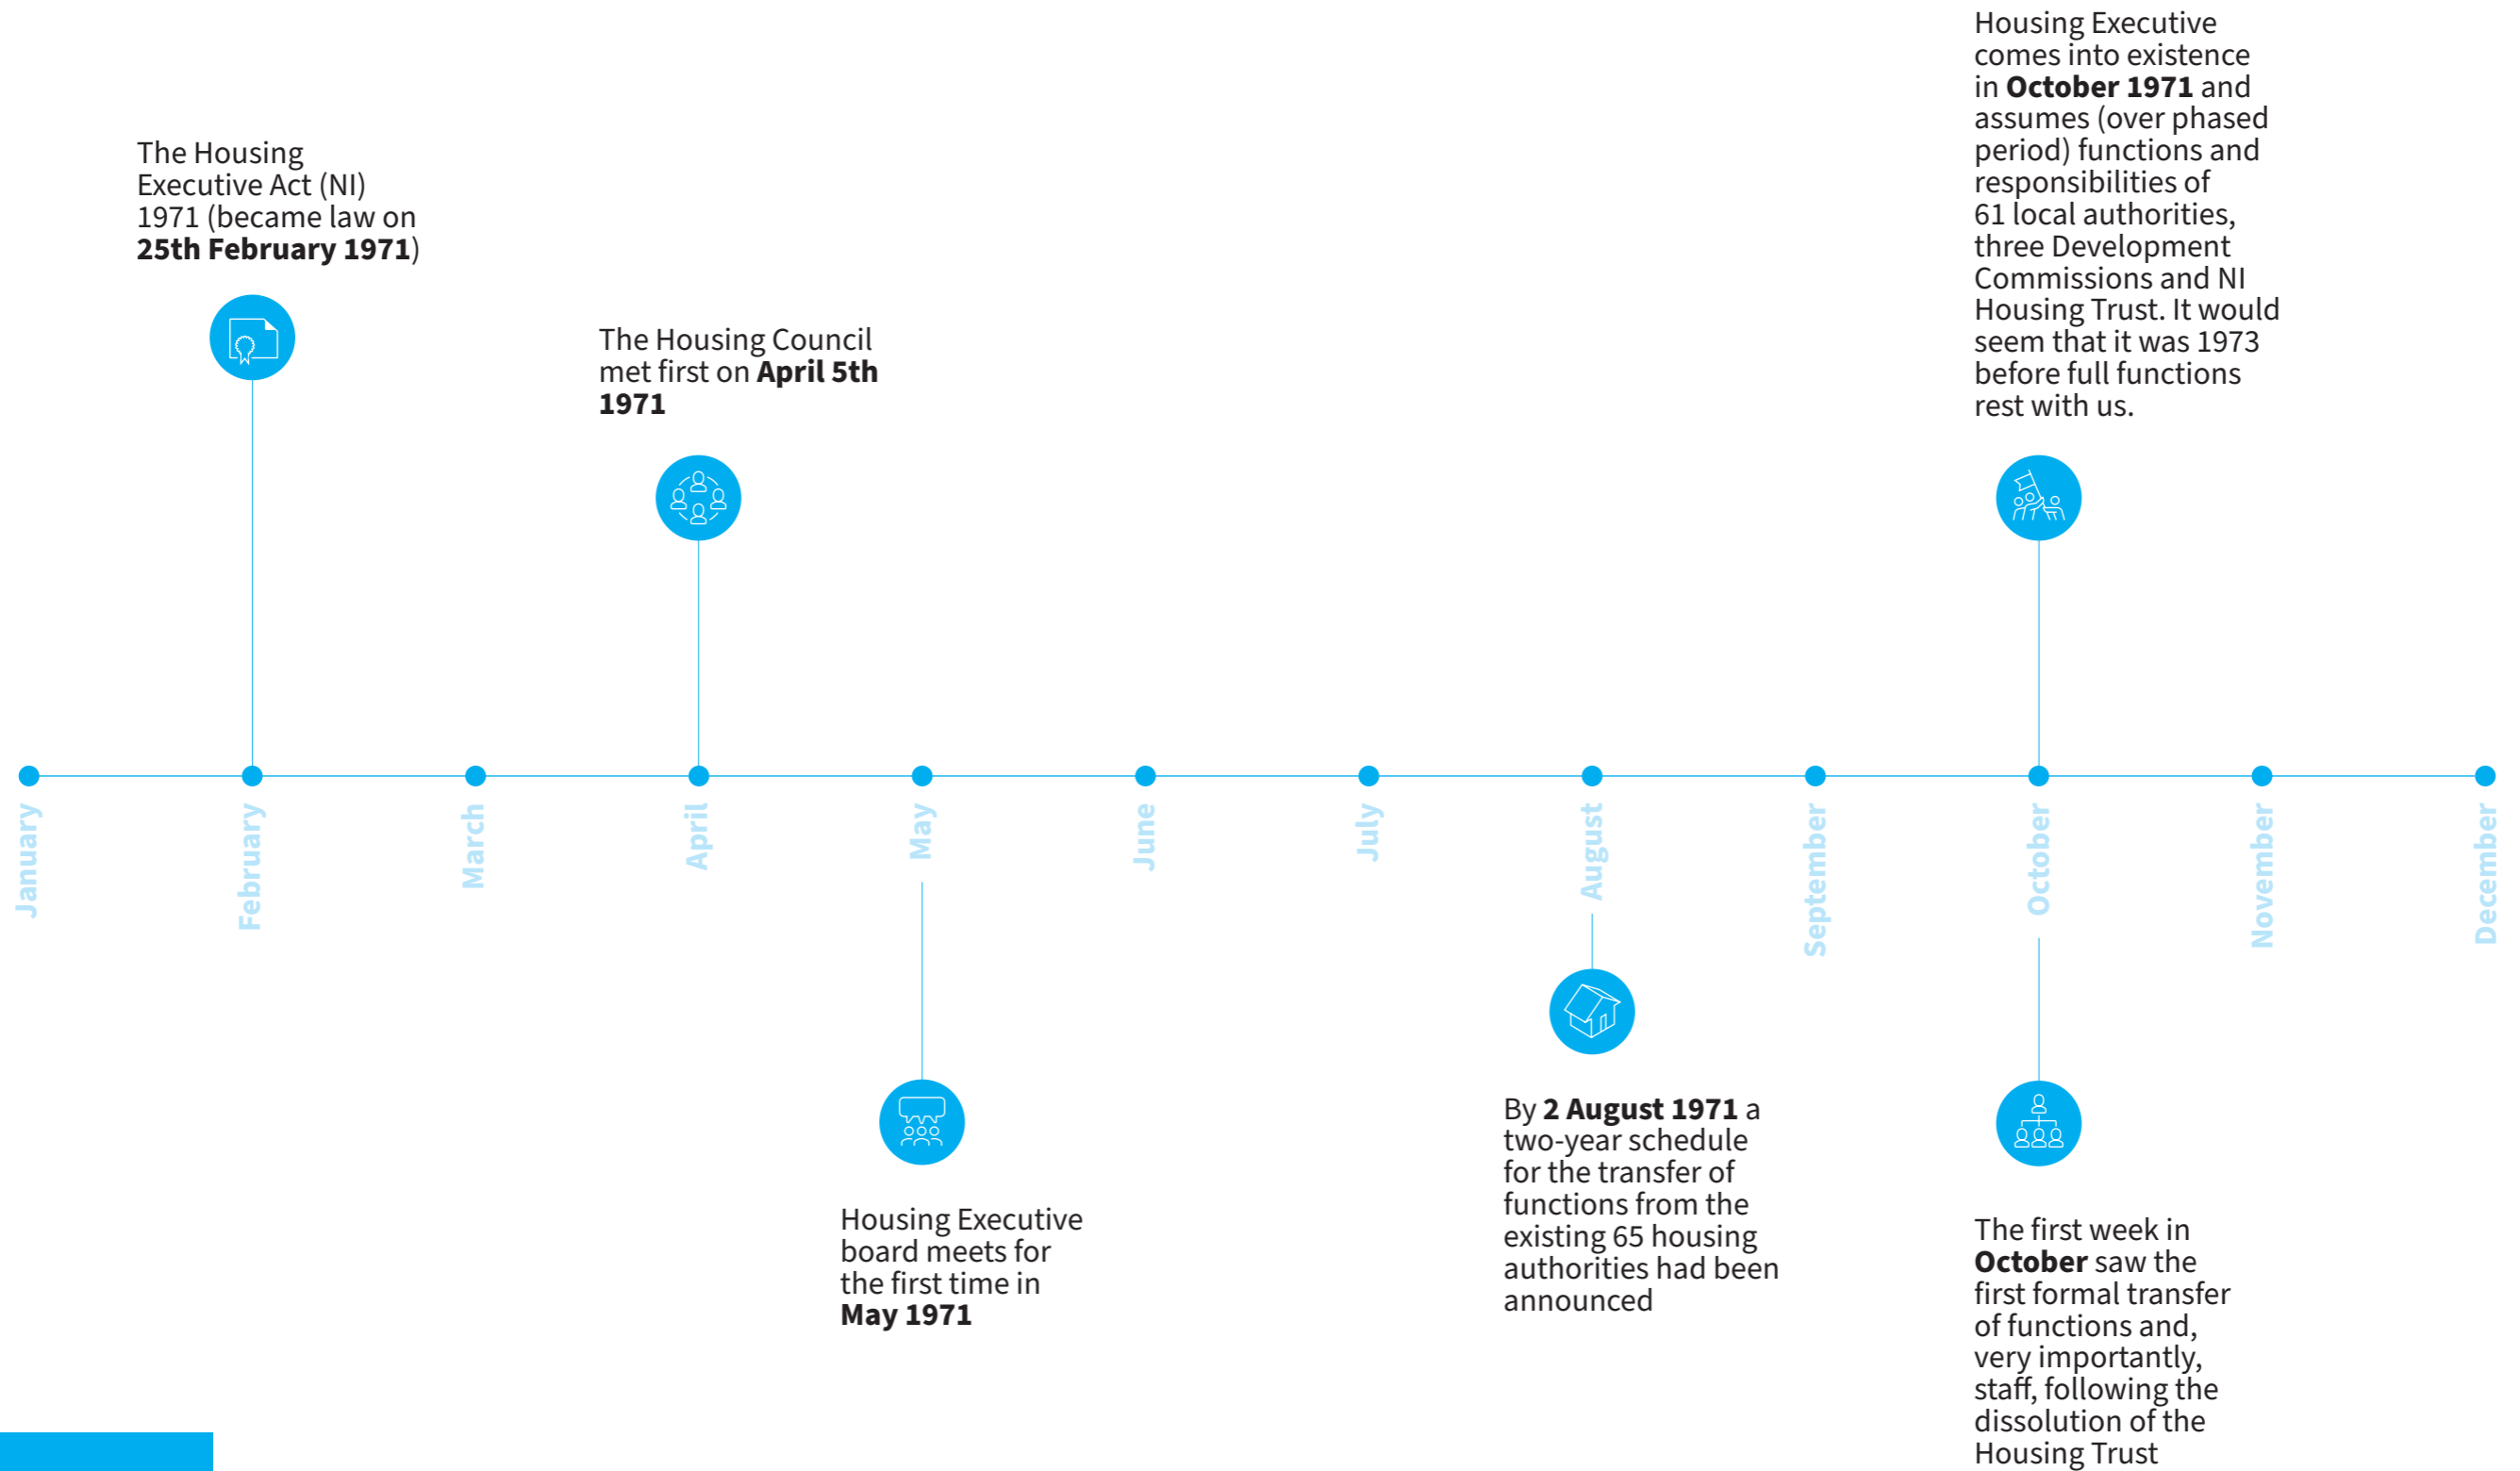 The Housing
Executive Act (NI)
1971 (became law on
25th February 1971)
The Housing Council
met first on April 5th
1971
Housing Executive
comes into existence
in October 1971 and
assumes (over phased
period) functions and
responsibilities of
61 local authorities,
three Development
Commissions and NI
Housing Trust. It would
seem that it was 1973
before full functions
rest with us.
January
February
March
April
May
June
July
August
September
October
November
December
Housing Executive
board meets for
the first time in
May 1971
By 2 August 1971 a
two-year schedule
for the transfer of
functions from the
existing 65 housing
authorities had been
announced
The first week in
October saw the
first formal transfer
of functions and,
very importantly,
staff, following the
dissolution of the
Housing Trust